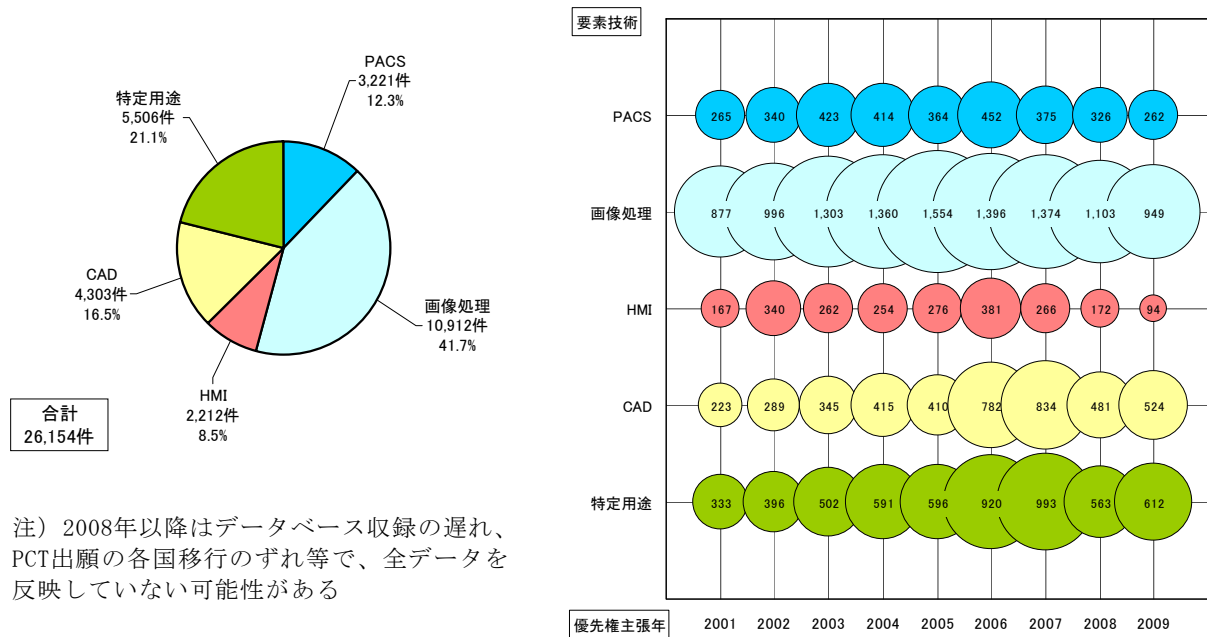 PACS
3,221件
12.3%
特定用途
5,506件
21.1%
CAD
4,303件
16.5%
画像処理
10,912件
41.7%
HMI
2,212件
8.5%
合計
26,154件
注）2008年以降はデータベース収録の遅れ、
PCT出願の各国移行のずれ等で、全データを
反映していない可能性がある
要素技術
PACS 265 340 423 414 364 452 375 326 262
画像処理 877 996 1,303 1,360 1,554 1,396 1,374 1,103 949
HMI 167 340 262 254 276 381 266 172 94
CAD 223 289 345 415 410 782 834 481 524
特定用途 333 396 502 591 596 920 993 563 612
優先権主張年 2001 2002 2003 2004 2005 2006 2007 2008 2009